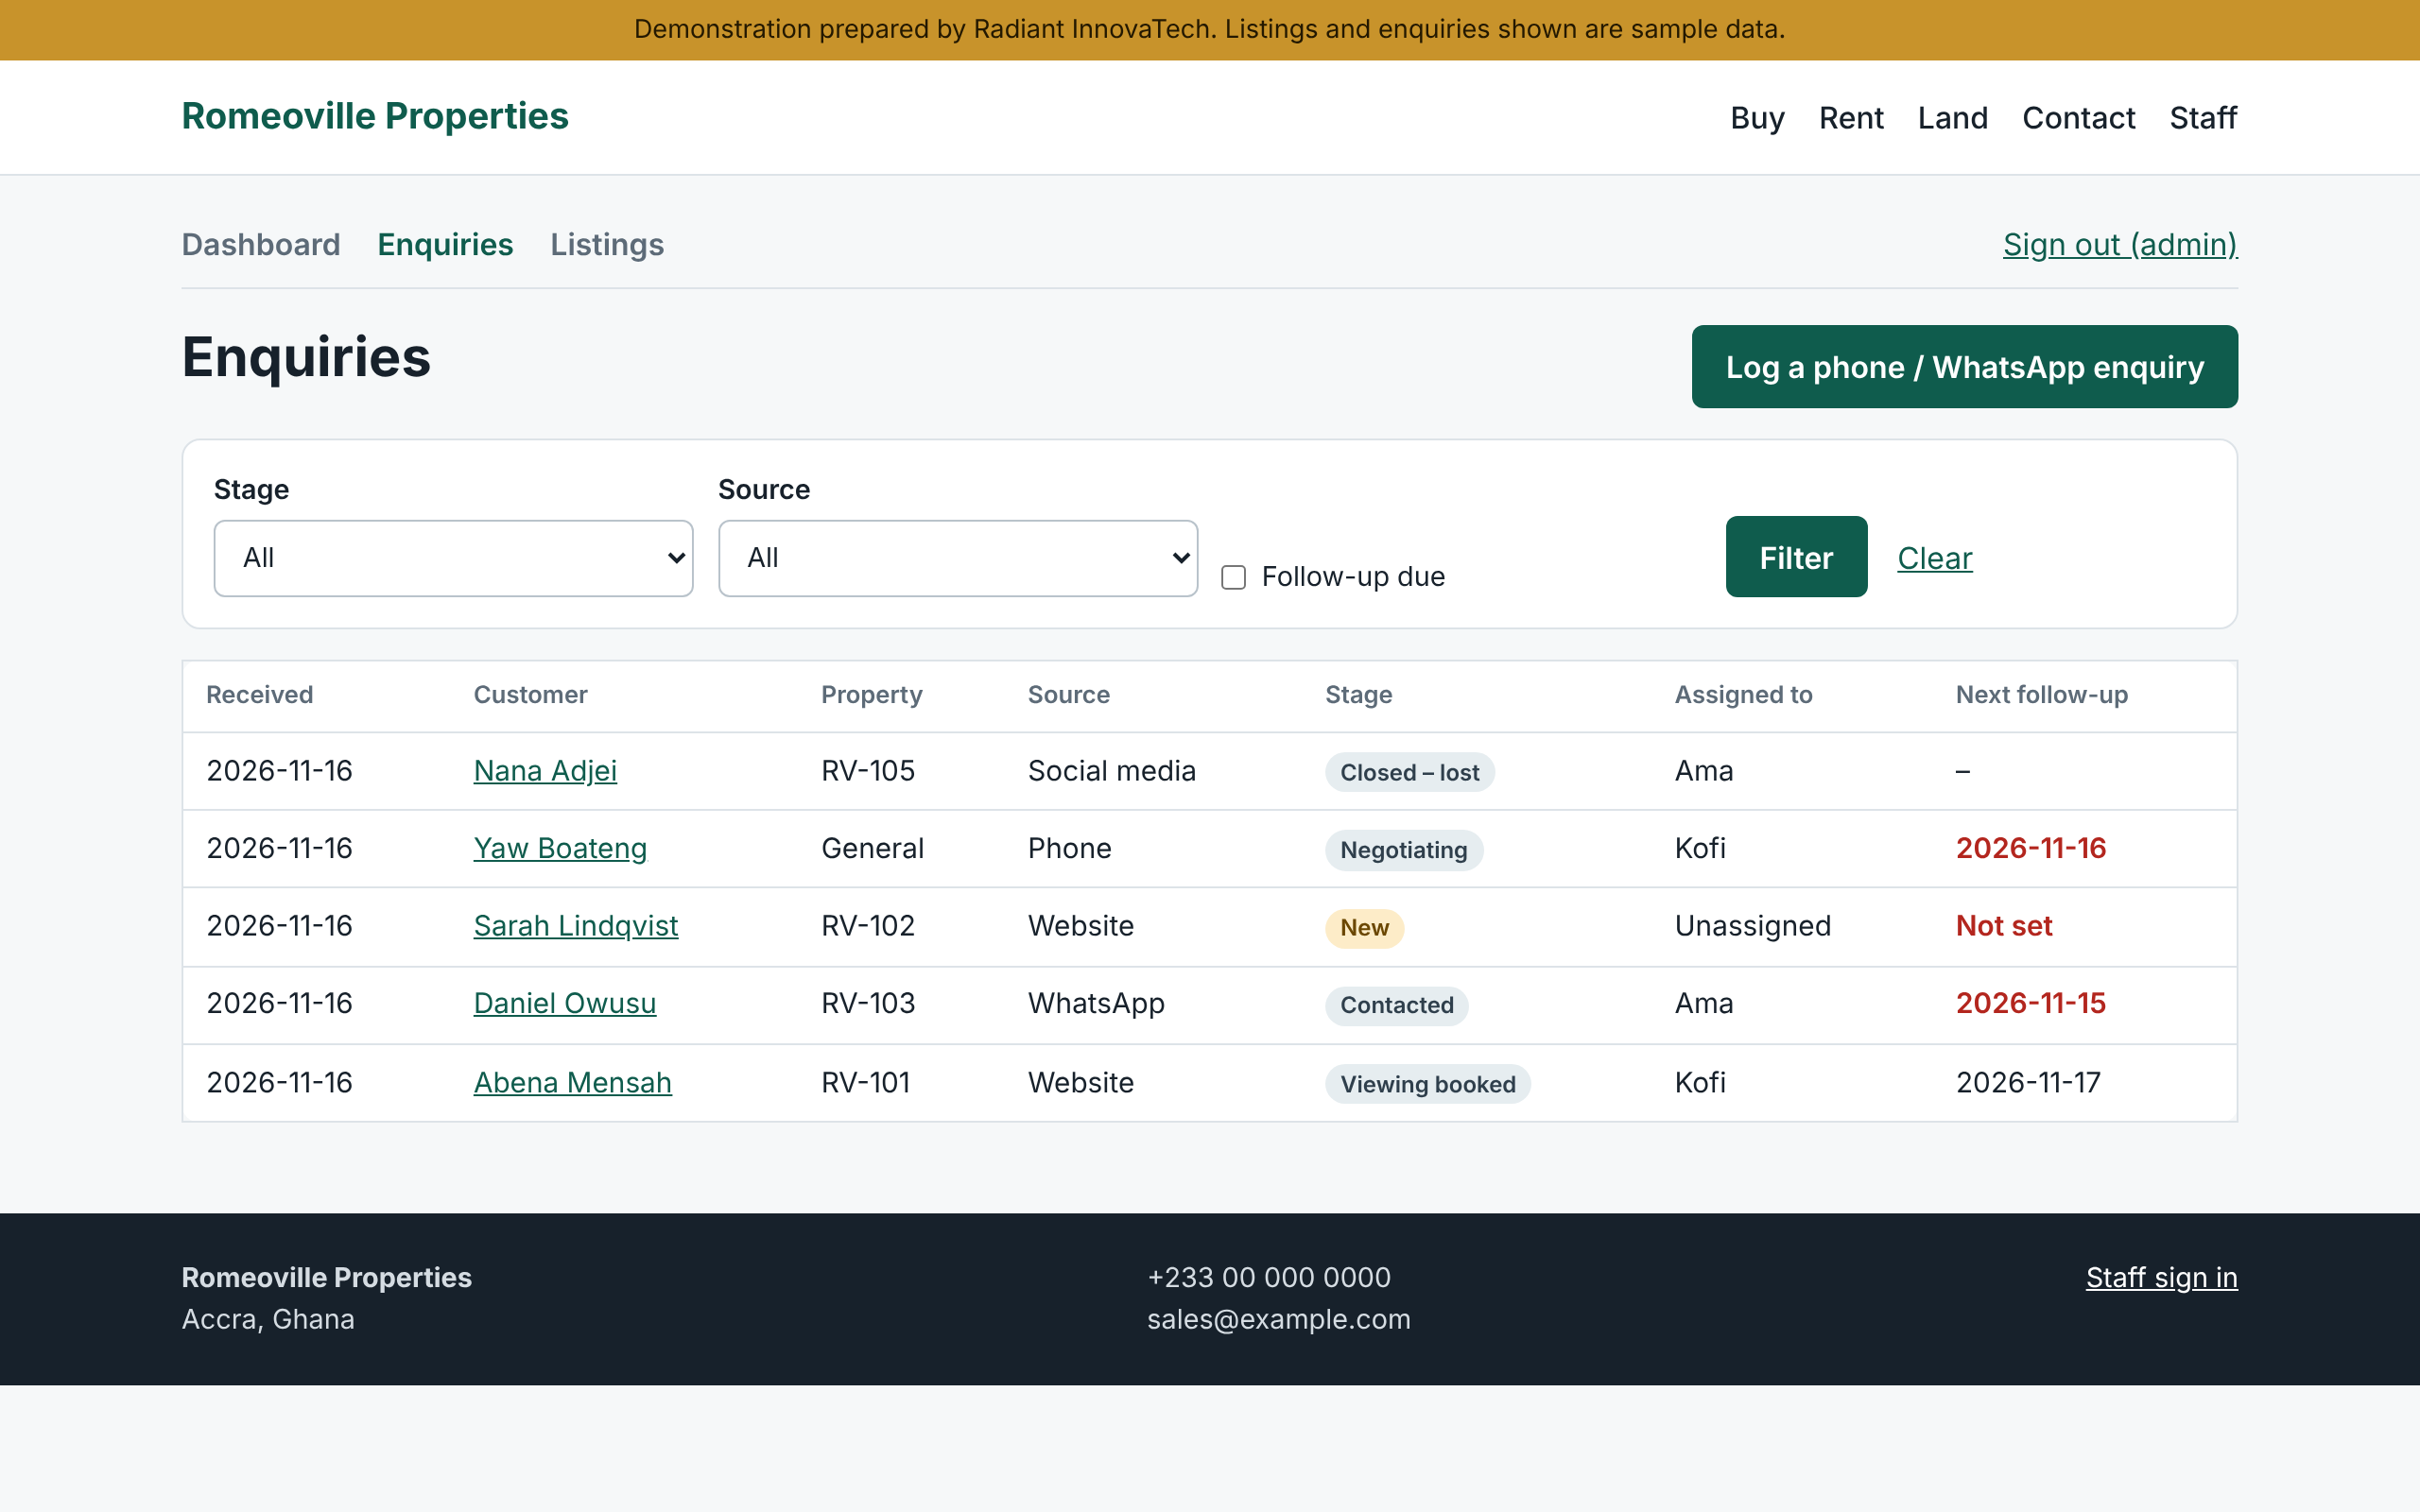 Demonstration prepared by Radiant InnovaTech. Listings and enquiries shown are sample data.
Romeoville Properties
Buy Rent Land Contact Staff
Dashboard Enquiries Listings Sign out (admin)
Enquiries
Log a phone / WhatsApp enquiry
Stage Source
All All Follow-up due Filter Clear
Received Customer Property Source Stage Assigned to Next follow-up
2026-11-16 Nana Adjei RV-105 Social media Closed – lost Ama –
2026-11-16 Yaw Boateng General Phone Negotiating Kofi 2026-11-16
2026-11-16 Sarah Lindqvist RV-102 Website New Unassigned Not set
2026-11-16 Daniel Owusu RV-103 WhatsApp Contacted Ama 2026-11-15
2026-11-16 Abena Mensah RV-101 Website Viewing booked Kofi 2026-11-17
Romeoville Properties +233 00 000 0000 Staff sign in
Accra, Ghana sales@example.com